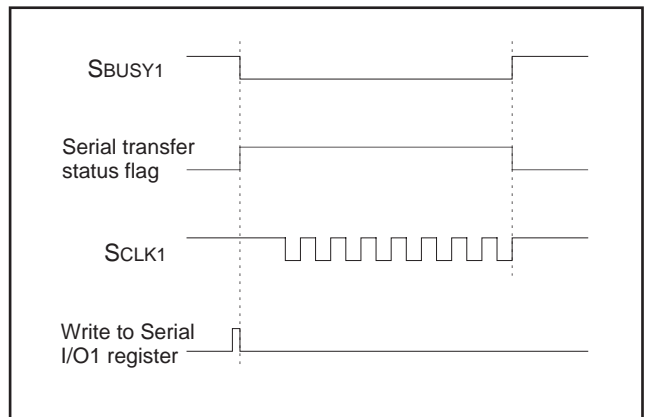 SBUSY1
Serial transfer
status flag
SCLK1
Write to Serial
I/O1 register